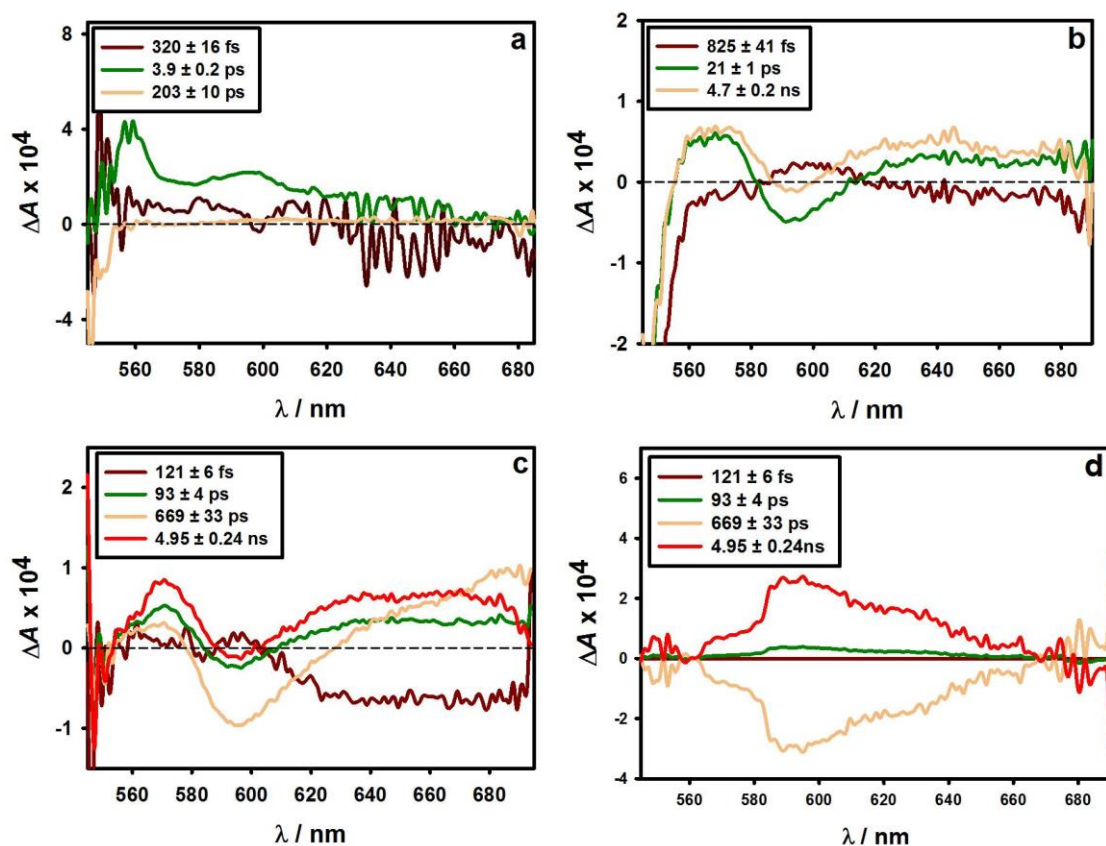 a
320 ± 16 fs
3.9 ± 0.2 ps
203 ± 10 ps
8
4
0
-4
ΔA x 10⁴
560 580 600 620 640 660 680
λ / nm
b
825 ± 41 fs
21 ± 1 ps
4.7 ± 0.2 ns
2
1
0
-1
-2
ΔA x 10⁴
560 580 600 620 640 660 680
λ / nm
c
121 ± 6 fs
93 ± 4 ps
669 ± 33 ps
4.95 ± 0.24 ns
2
1
0
-1
ΔA x 10⁴
560 580 600 620 640 660 680
λ / nm
d
121 ± 6 fs
93 ± 4 ps
669 ± 33 ps
4.95 ± 0.24ns
6
4
2
0
-2
-4
ΔA x 10⁴
560 580 600 620 640 660 680
λ / nm